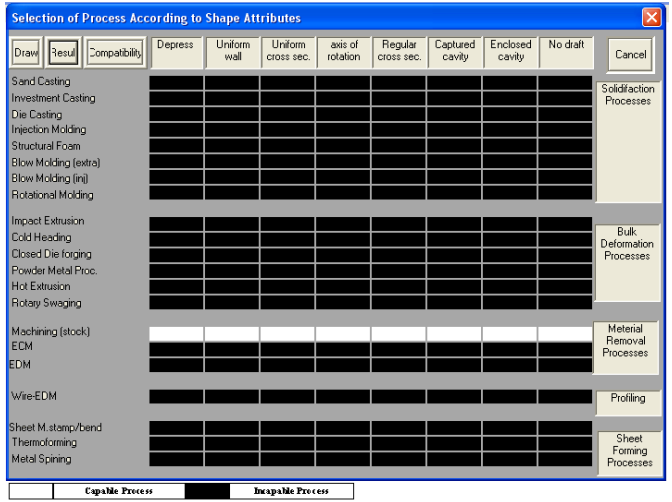 Selection of Process According to Shape Attributes
Draw Resul Compatibility Depress Uniform wall Uniform cross sec. axis of rotation Regular cross sec. Captured cavity Enclosed cavity No draft Cancel
Sand Casting
Investment Casting
Die Casting
Injection Molding
Structural Foam
Blow Molding (extra)
Blow Molding (inj)
Rotational Molding
Solidifaction
Processes
Impact Extrusion
Cold Heading
Closed Die forging
Powder Metal Proc.
Hot Extrusion
Rotary Swaging
Bulk
Deformation
Processes
Machining (stock)
ECM
EDM
Meterial
Removal
Processes
Wire-EDM
Profiling
Sheet M.stamp/bend
Thermoforming
Metal Spining
Sheet
Forming
Processes
Capable Process Incapable Process